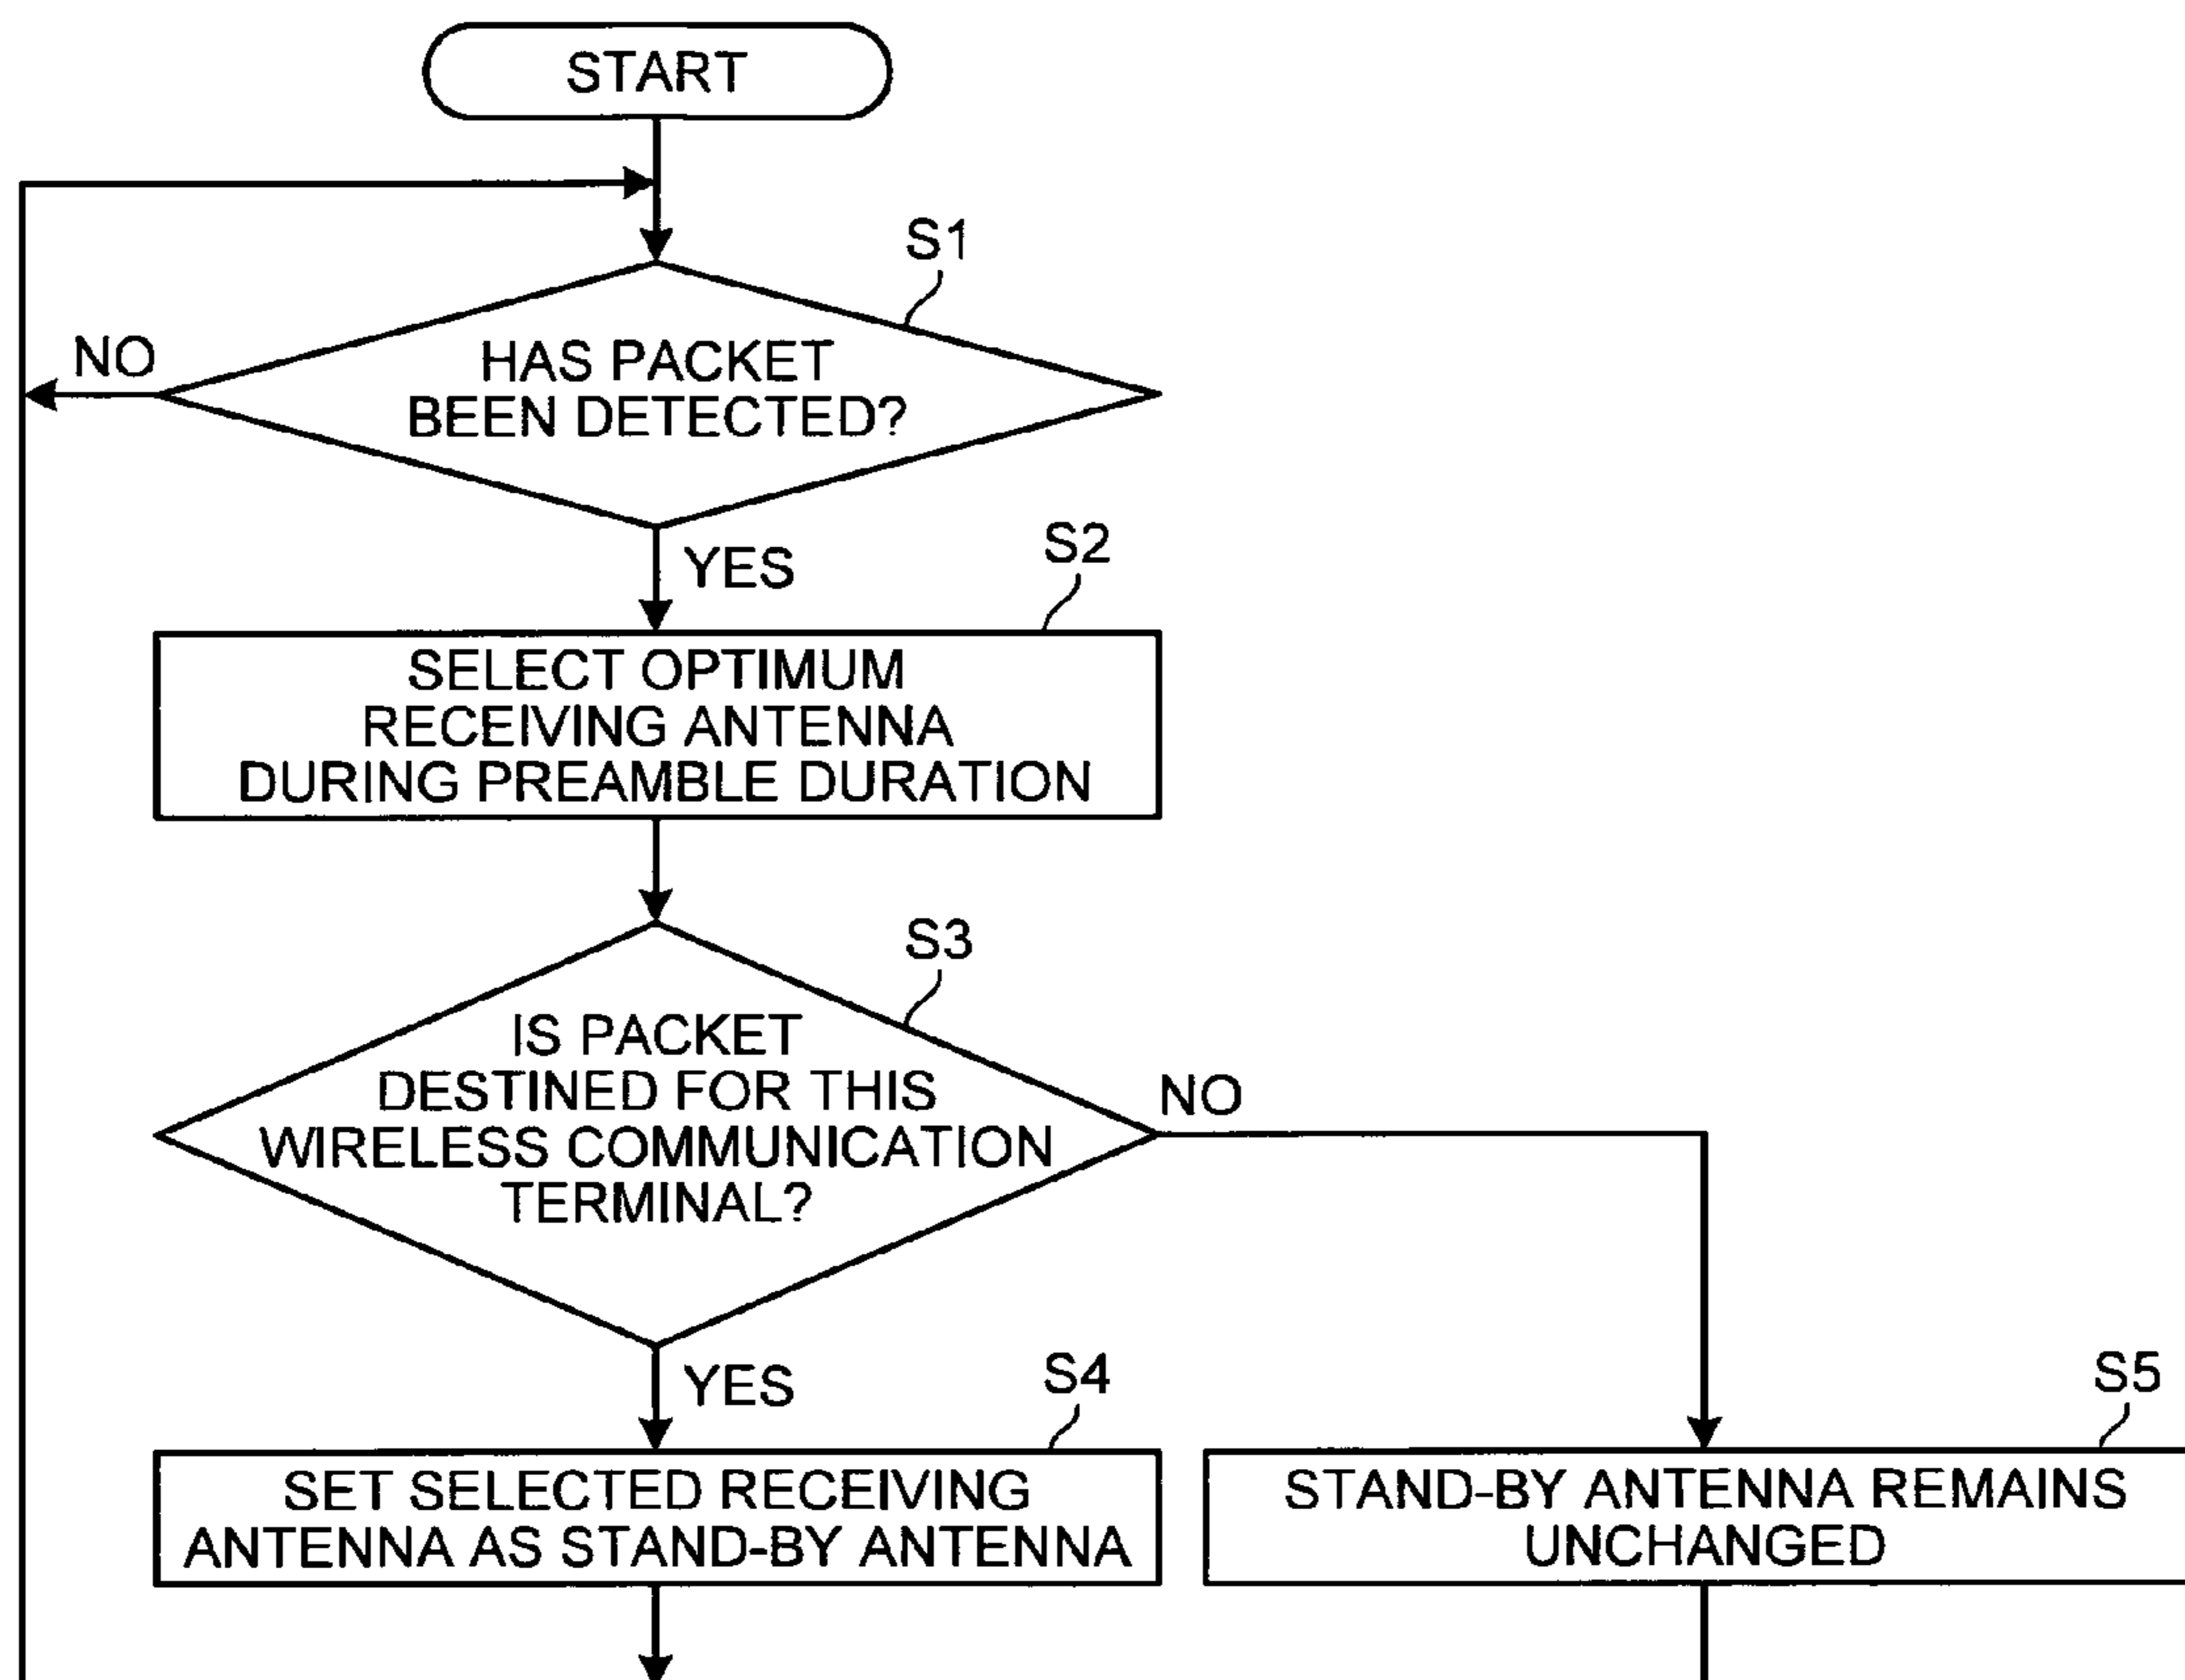 START
S1
NO
HAS PACKET
BEEN DETECTED?
YES
S2
SELECT OPTIMUM
RECEIVING ANTENNA
DURING PREAMBLE DURATION
S3
IS PACKET
DESTINED FOR THIS
WIRELESS COMMUNICATION
TERMINAL?
NO
YES
S4
SET SELECTED RECEIVING
ANTENNA AS STAND-BY ANTENNA
S5
STAND-BY ANTENNA REMAINS
UNCHANGED